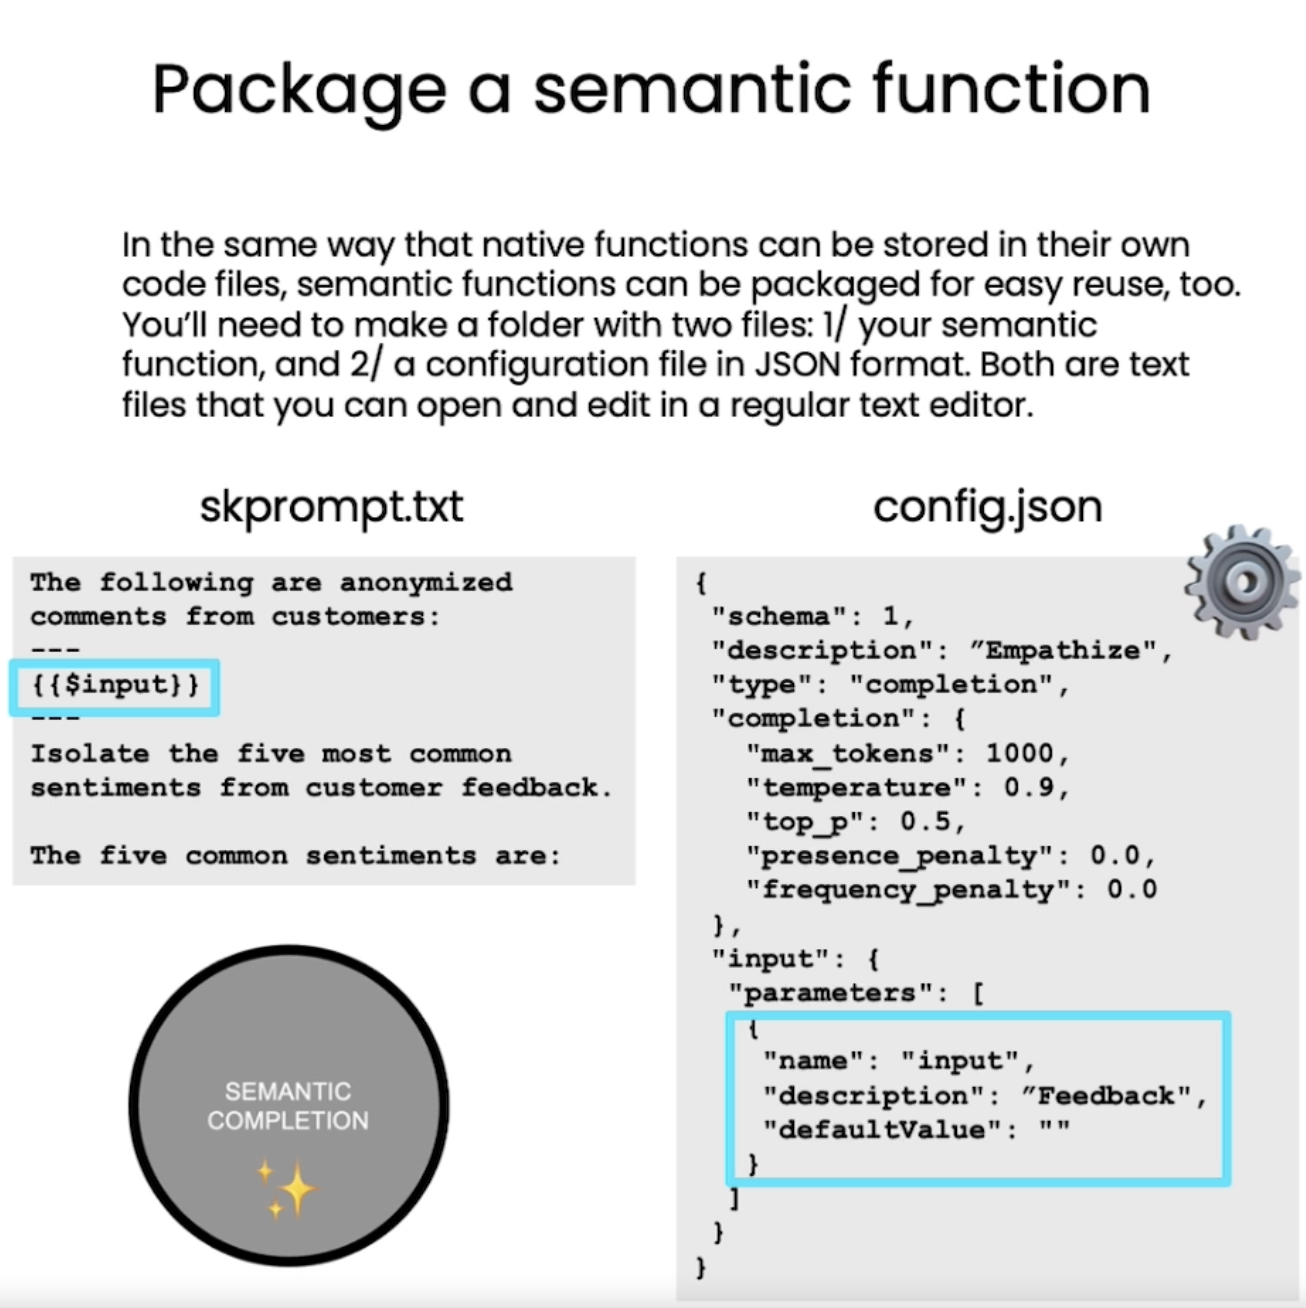 Package a semantic function
In the same way that native functions can be stored in their own
code files, semantic functions can be packaged for easy reuse, too.
You’ll need to make a folder with two files: 1/ your semantic
function, and 2/ a configuration file in JSON format. Both are text
files that you can open and edit in a regular text editor.
skprompt.txt
The following are anonymized
comments from customers:
---
{{$input}}
---
Isolate the five most common
sentiments from customer feedback.
The five common sentiments are:
SEMANTIC
COMPLETION
config.json
{
"schema": 1,
"description": ”Empathize",
"type": "completion",
"completion": {
"max_tokens": 1000,
"temperature": 0.9,
"top_p": 0.5,
"presence_penalty": 0.0,
"frequency_penalty": 0.0
},
"input": {
"parameters": [
{
"name": "input",
"description": ”Feedback",
"defaultValue": ""
}
]
}
}